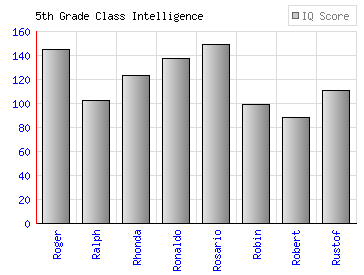 5th Grade Class Intelligence
IQ Score
160
140
120
100
80
60
40
20
0
Roger
Ralph
Rhonda
Ronaldo
Rosario
Robin
Robert
Rustof